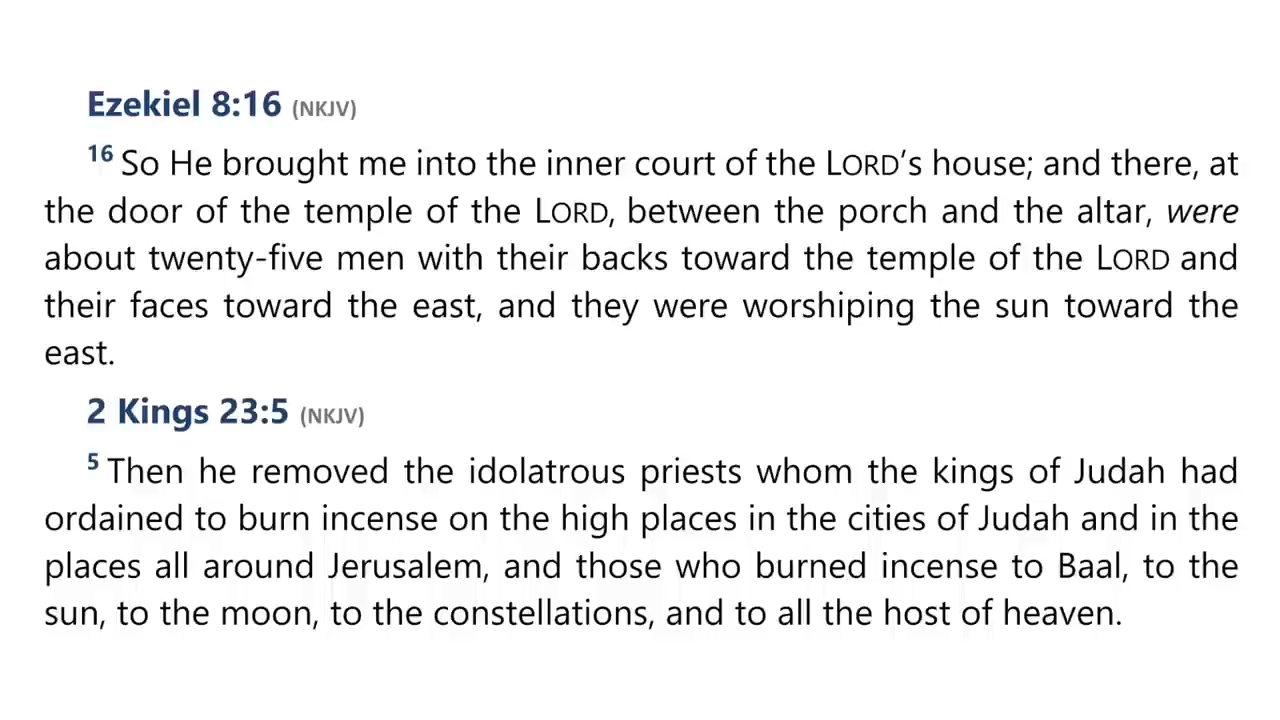 Ezekiel 8:16 (NKJV)
16 So He brought me into the inner court of the LORD’s house; and there, at
the door of the temple of the LORD, between the porch and the altar, were
about twenty-five men with their backs toward the temple of the LORD and
their faces toward the east, and they were worshiping the sun toward the
east.
2 Kings 23:5 (NKJV)
5 Then he removed the idolatrous priests whom the kings of Judah had
ordained to burn incense on the high places in the cities of Judah and in the
places all around Jerusalem, and those who burned incense to Baal, to the
sun, to the moon, to the constellations, and to all the host of heaven.